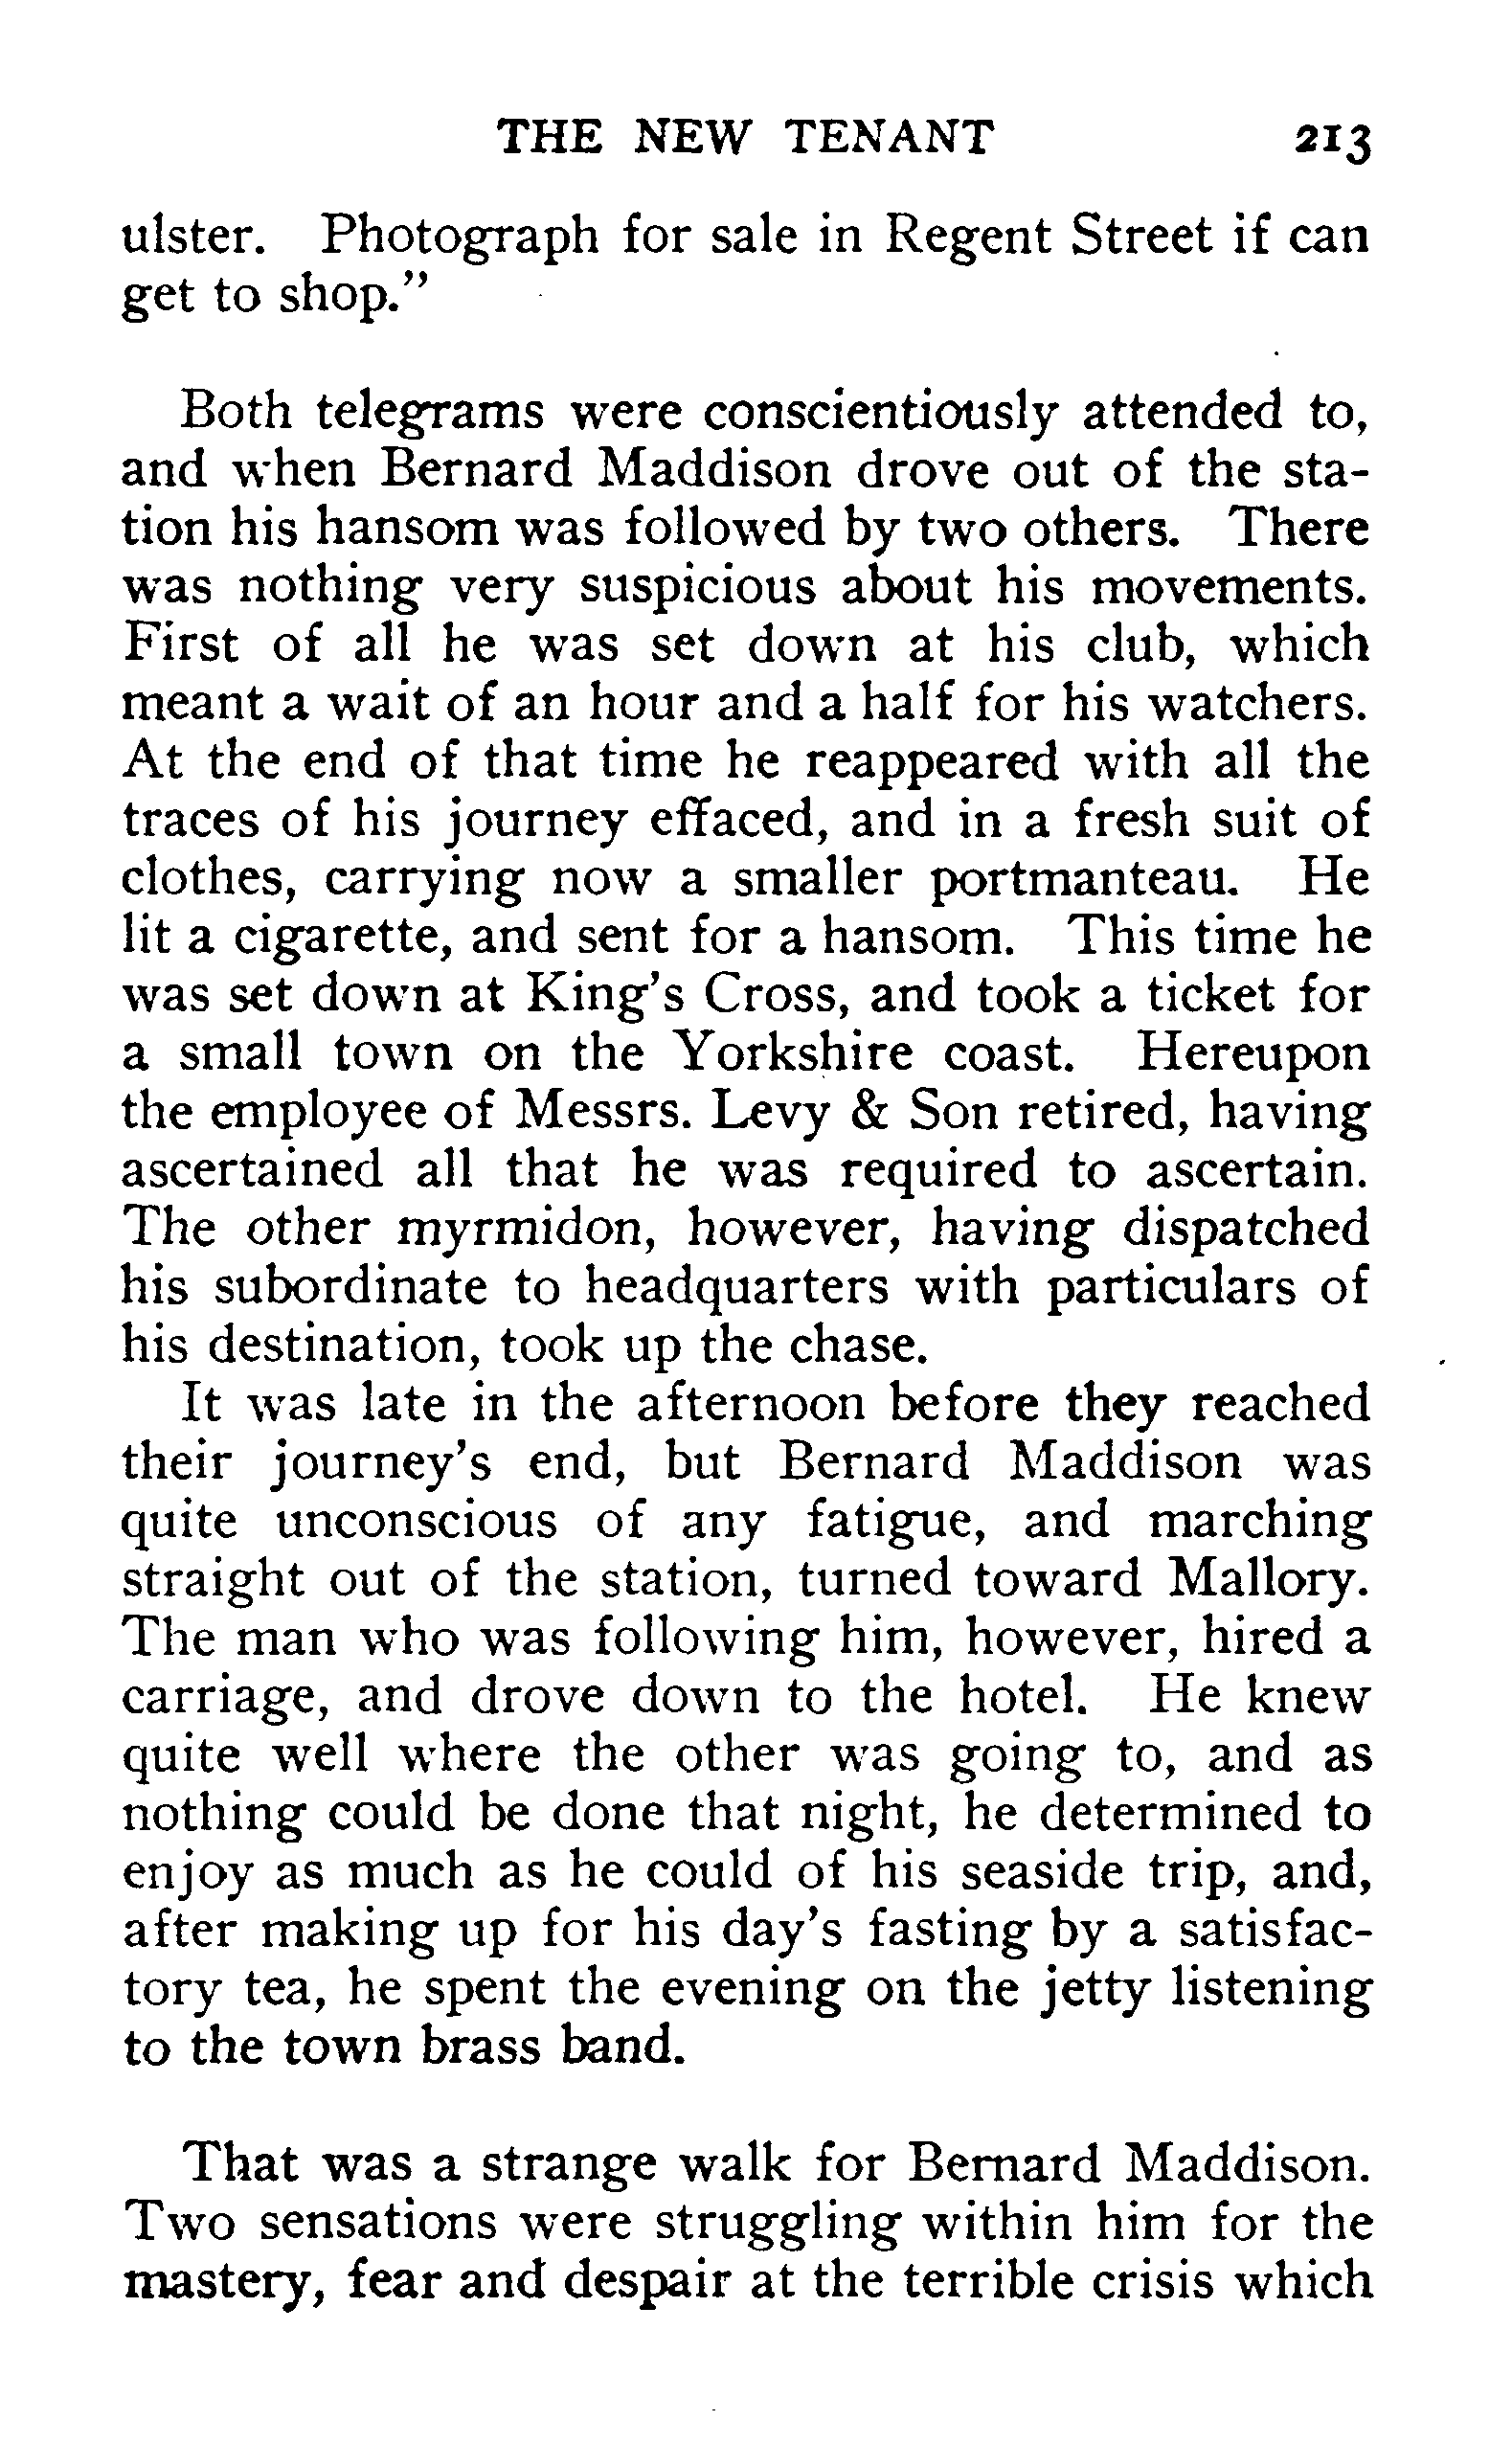 THE NEW TENANT 213
ulster. Photograph for sale in Regent Street if can
get to shop.”
Both telegrams were conscientiously attended to,
and when Bernard Maddison drove out of the sta-
tion his hansom was followed by two others. There
was nothing very suspicious about his movements.
First of all he was set down at his club, which
meant a wait of an hour and a half for his watchers.
At the end of that time he reappeared with all the
traces of his journey effaced, and in a fresh suit of
clothes, carrying now a smaller portmanteau. He
lit a cigarette, and sent for a hansom. This time he
was set down at King's Cross, and took a ticket for
a small town on the Yorkshire coast. Hereupon
the employee of Messrs. Levy & Son retired, having
ascertained all that he was required to ascertain.
The other myrmidon, however, having dispatched
his subordinate to headquarters with particulars of
his destination, took up the chase.
It was late in the afternoon before they reached
their journey's end, but Bernard Maddison was
quite unconscious of any fatigue, and marching
straight out of the station, turned toward Mallory.
The man who was following him, however, hired a
carriage, and drove down to the hotel. He knew
quite well where the other was going to, and as
nothing could be done that night, he determined to
enjoy as much as he could of his seaside trip, and,
after making up for his day's fasting by a satisfac-
tory tea, he spent the evening on the jetty listening
to the town brass band.
That was a strange walk for Bernard Maddison.
Two sensations were struggling within him for the
mastery, fear and despair at the terrible crisis which